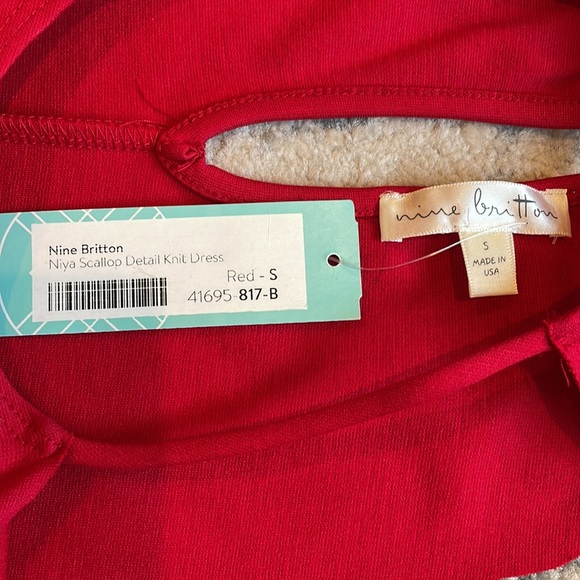 Nine Britton
Niya Scallop Detail Knit Dress
Red - S
41695-817-B
nine britton
S
MADE IN
USA